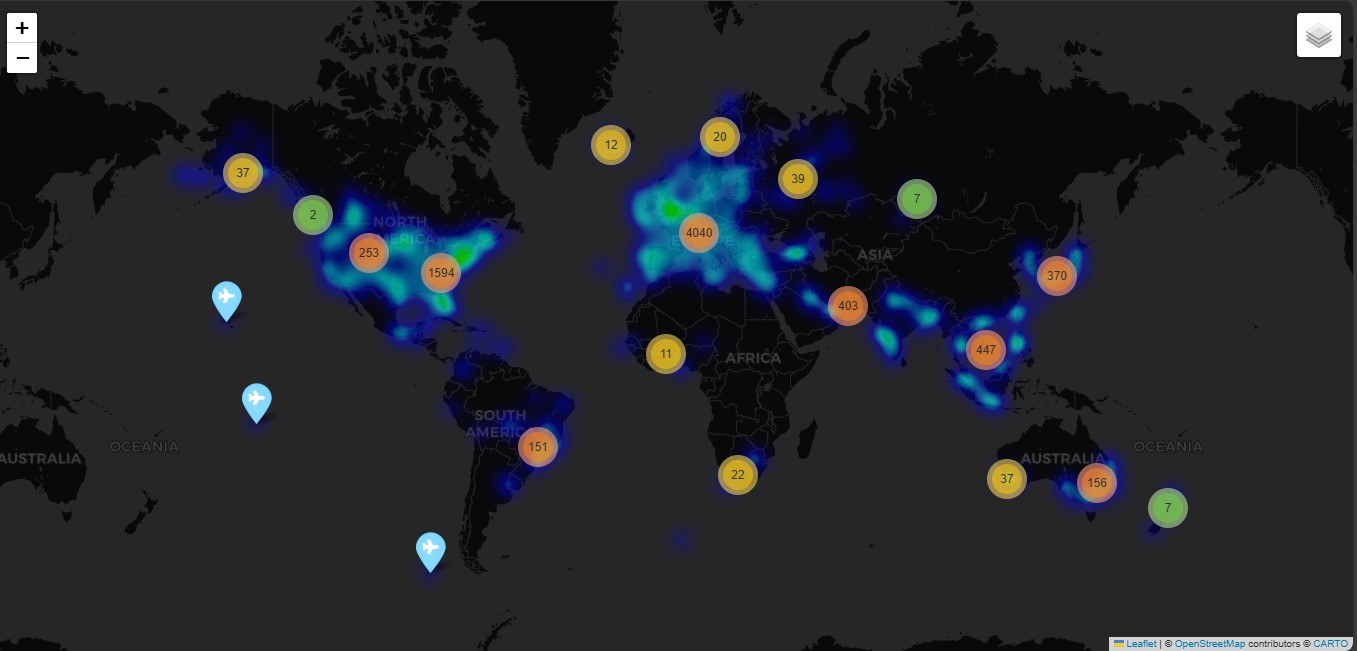 +
−
12
20
37
39
7
2
NORTH
AMERICA
253
1594
4040
EUROPE
ASIA
370
403
447
11
AFRICA
SOUTH
AMERICA
151
22
OCEANIA
AUSTRALIA
AUSTRALIA
OCEANIA
37
156
7
Leaflet | © OpenStreetMap contributors © CARTO